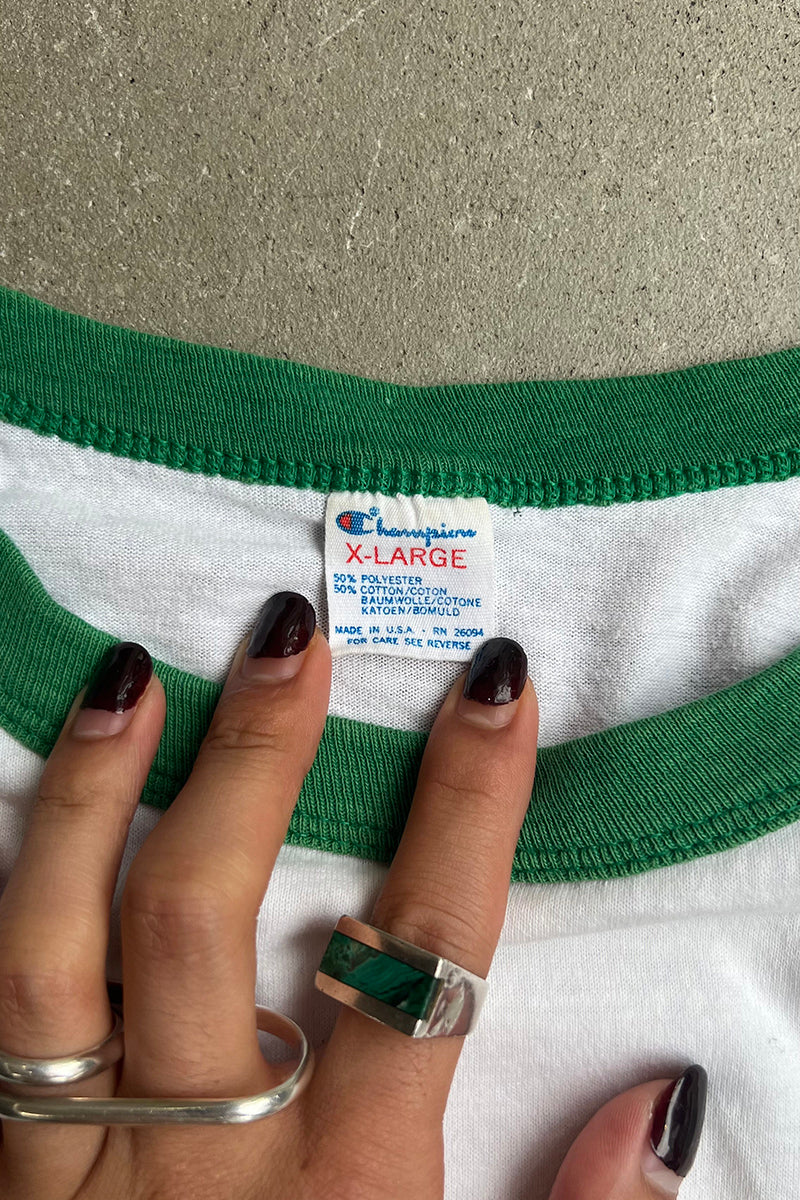 Champion
X-LARGE
50% POLYESTER
50% COTTON/COTON
BAUMWOLLE/COTONE
KATOEN/BOMULD
MADE IN U.S.A. - RN 26094
FOR CARE SEE REVERSE